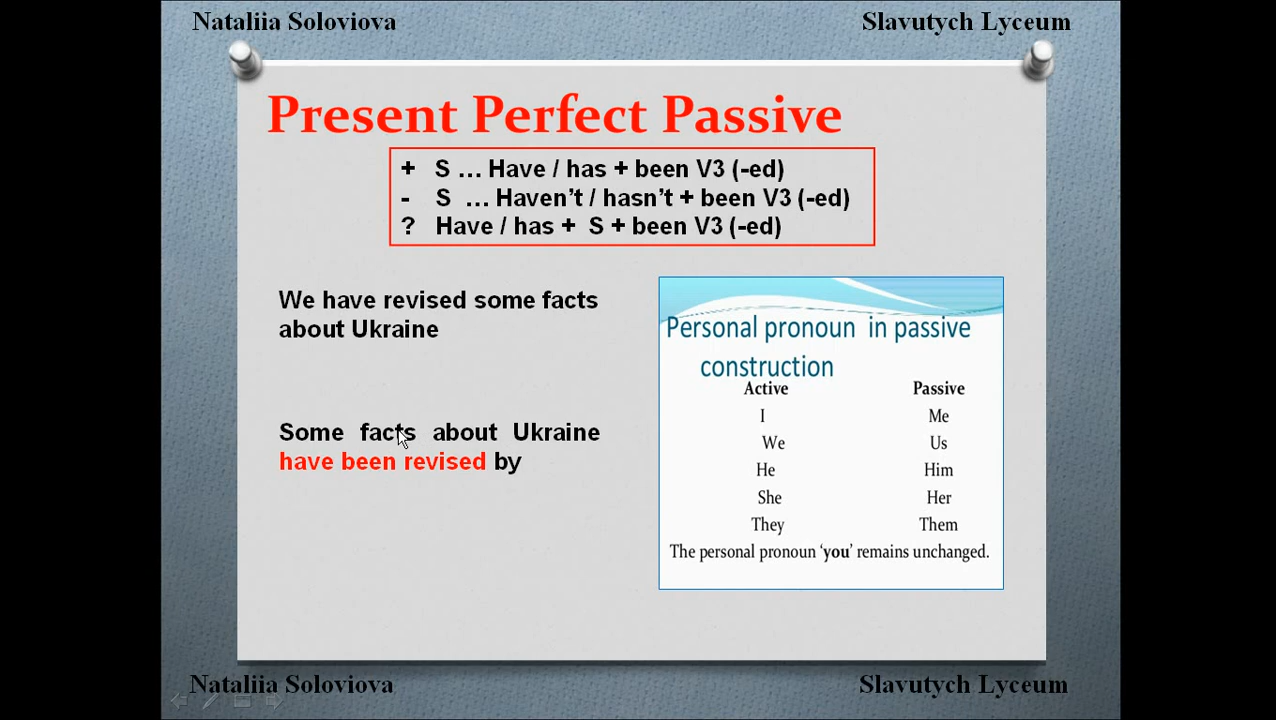 Nataliia Soloviova
Slavutych Lyceum
Present Perfect Passive
+ S … Have / has + been V3 (-ed)
- S … Haven’t / hasn’t + been V3 (-ed)
? Have / has + S + been V3 (-ed)
We have revised some facts
about Ukraine
Some facts about Ukraine
have been revised by
Personal pronoun in passive
construction
Active Passive
I Me
We Us
He Him
She Her
They Them
The personal pronoun ‘you’ remains unchanged.
Nataliia Soloviova
Slavutych Lyceum